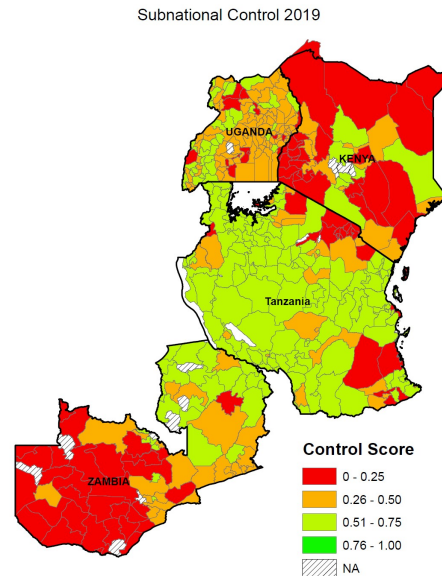 Subnational Control 2019
UGANDA
KENYA
Tanzania
ZAMBIA
Control Score
0 - 0.25
0.26 - 0.50
0.51 - 0.75
0.76 - 1.00
NA